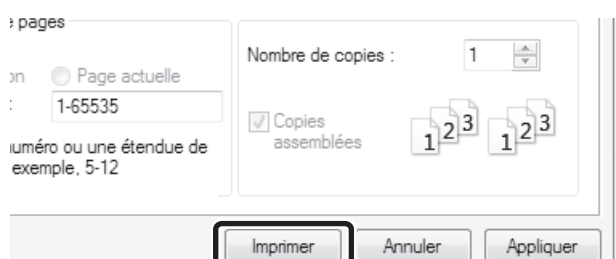 e pages
Nombre de copies :
1
on
Page actuelle
:
1-65535
Copies
assemblées
1 2 3
1 2 3
uméro ou une étendue de
exemple, 5-12
Imprimer
Annuler
Appliquer